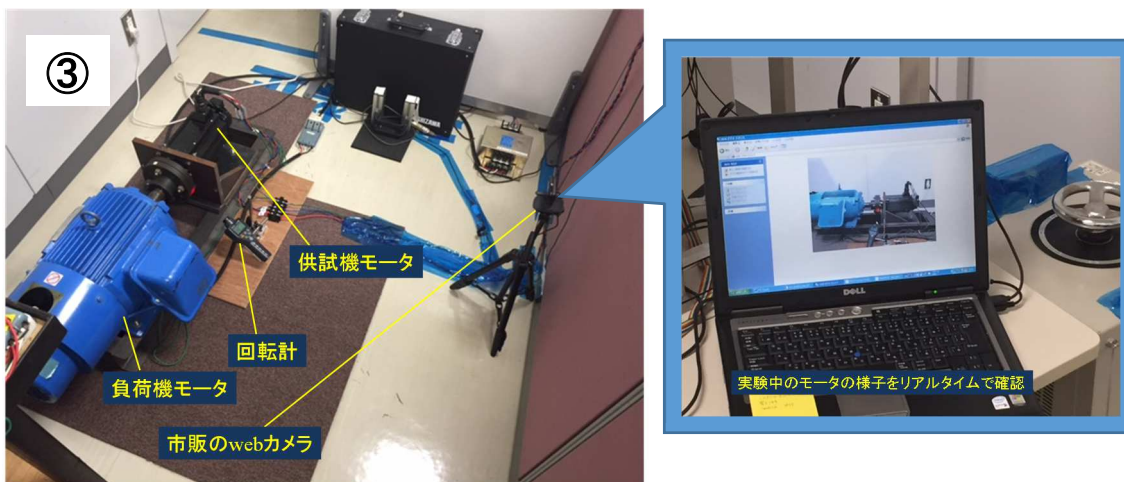 ③
供試機モータ
回転計
負荷機モータ
市販のwebカメラ
DELL
実験中のモータの様子をリアルタイムで確認